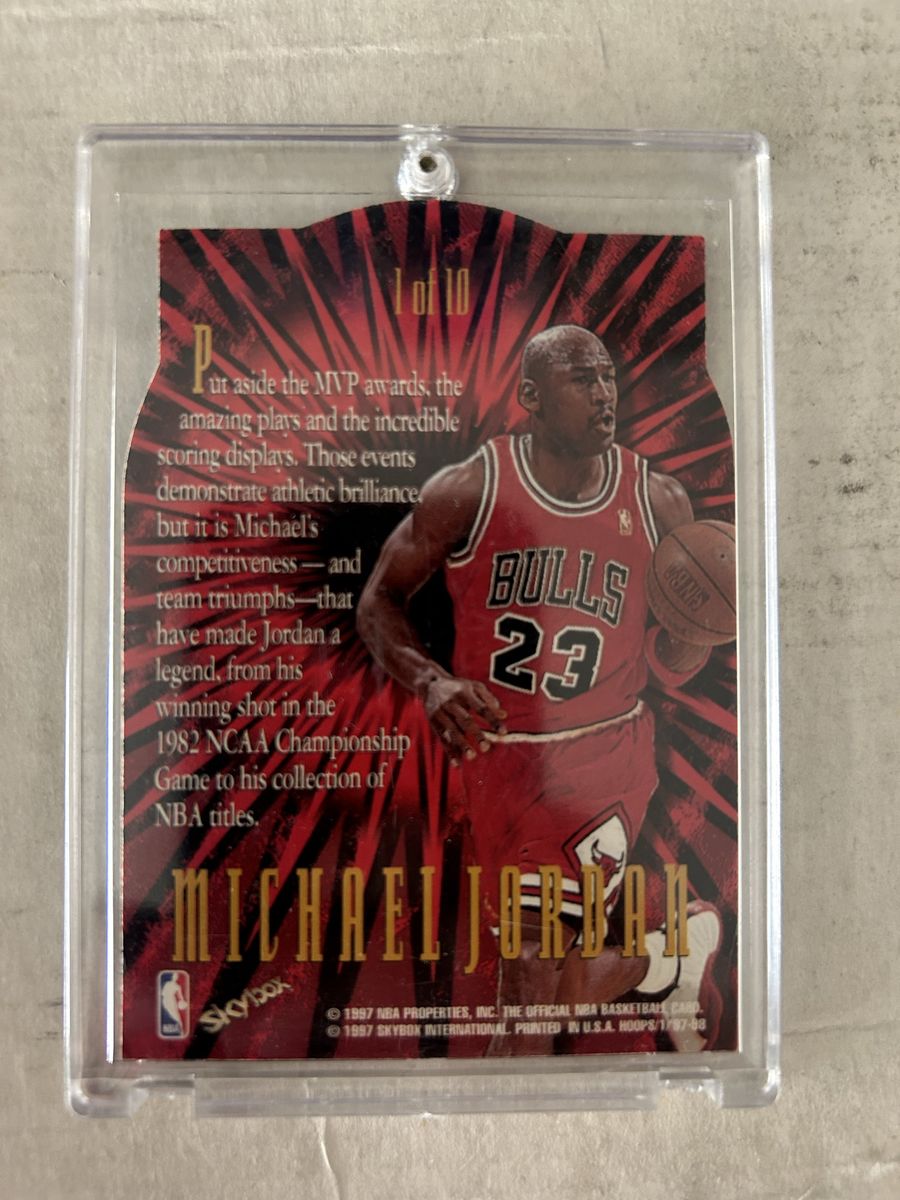 1 of 10
Put aside the MVP awards, the
amazing plays and the incredible
scoring displays. Those events
demonstrate athletic brilliance,
but it is Michael's
competitiveness — and
team triumphs—that
have made Jordan a
legend, from his
winning shot in the
1982 NCAA Championship
Game to his collection of
NBA titles.
BULLS
23
MICHAEL JORDAN
NBA
SkyBox
© 1997 NBA PROPERTIES, INC. THE OFFICIAL NBA BASKETBALL CARD.
© 1997 SKYBOX INTERNATIONAL. PRINTED IN U.S.A. HOOPS/1/97-98